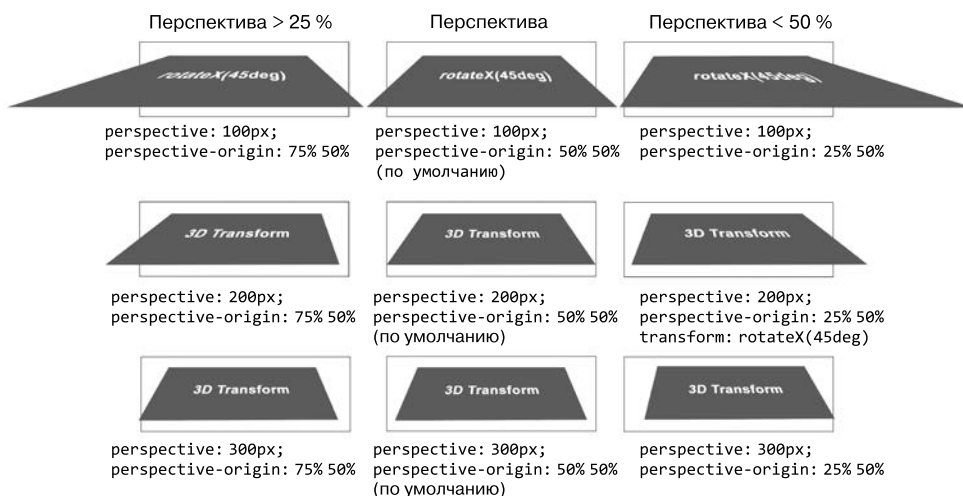 Перспектива > 25 %
Перспектива
Перспектива < 50 %
rotateX(45deg)
rotateX(45deg)
rotateX(45deg)
perspective: 100px;
perspective-origin: 75% 50%
perspective: 100px;
perspective-origin: 50% 50%
(по умолчанию)
perspective: 100px;
perspective-origin: 25% 50%
3D Transform
3D Transform
3D Transform
perspective: 200px;
perspective-origin: 75% 50%
perspective: 200px;
perspective-origin: 50% 50%
(по умолчанию)
perspective: 200px;
perspective-origin: 25% 50%
transform: rotateX(45deg)
3D Transform
3D Transform
3D Transform
perspective: 300px;
perspective-origin: 75% 50%
perspective: 300px;
perspective-origin: 50% 50%
(по умолчанию)
perspective: 300px;
perspective-origin: 25% 50%